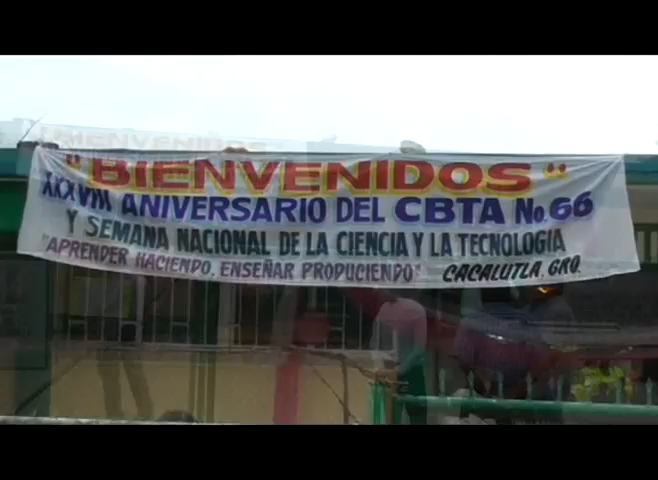 "BIENVENIDOS"
XXXVIII ANIVERSARIO DEL CBTA No. 66
Y SEMANA NACIONAL DE LA CIENCIA Y LA TECNOLOGIA
"APRENDER HACIENDO, ENSEÑAR PRODUCIENDO" CACALUTLA, GRO.